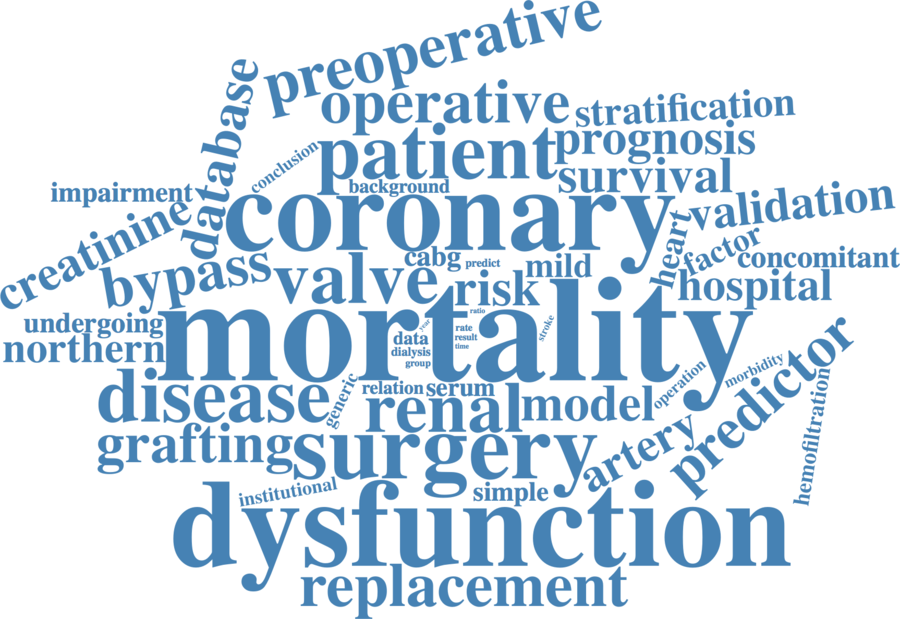 preoperative
database
operative
stratification
conclusion
patient
prognosis
background
survival
impairment
creatinine
coronary
validation
heart
factor
concomitant
bypass
valve
cabg
predict
mild
risk
hospital
undergoing
northern
mortality
ratio
year
data
rate
result
time
stroke
dialysis
group
disease
generic
relation
serum
renal
model
operation
morbidity
predictor
hemofiltration
grafting
surgery
artery
institutional
simple
dysfunction
replacement